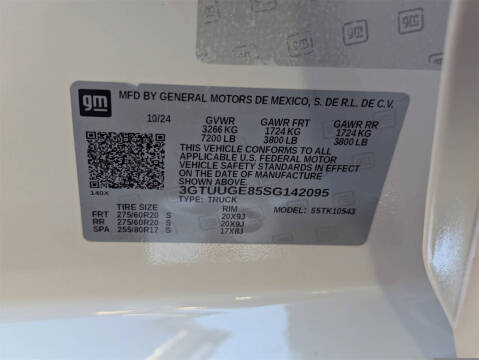 gm
gm
gm
MFD BY GENERAL MOTORS DE MEXICO, S. DE R.L. DE C.V.
10/24 GVWR GAWR FRT GAWR RR
3266 KG 1724 KG 1724 KG
7200 LB 3800 LB 3800 LB
THIS VEHICLE CONFORMS TO ALL
APPLICABLE U.S. FEDERAL MOTOR
VEHICLE SAFETY STANDARDS IN EFFECT
ON THE DATE OF MANUFACTURE
SHOWN ABOVE.
140X 3GTUUGE85SG142095
TYPE: TRUCK
TIRE SIZE RIM MODEL: 5STK10543
FRT 275/60R20 S 20X9J
RR 275/60R20 S 20X9J
SPA 255/80R17 S 17X8J